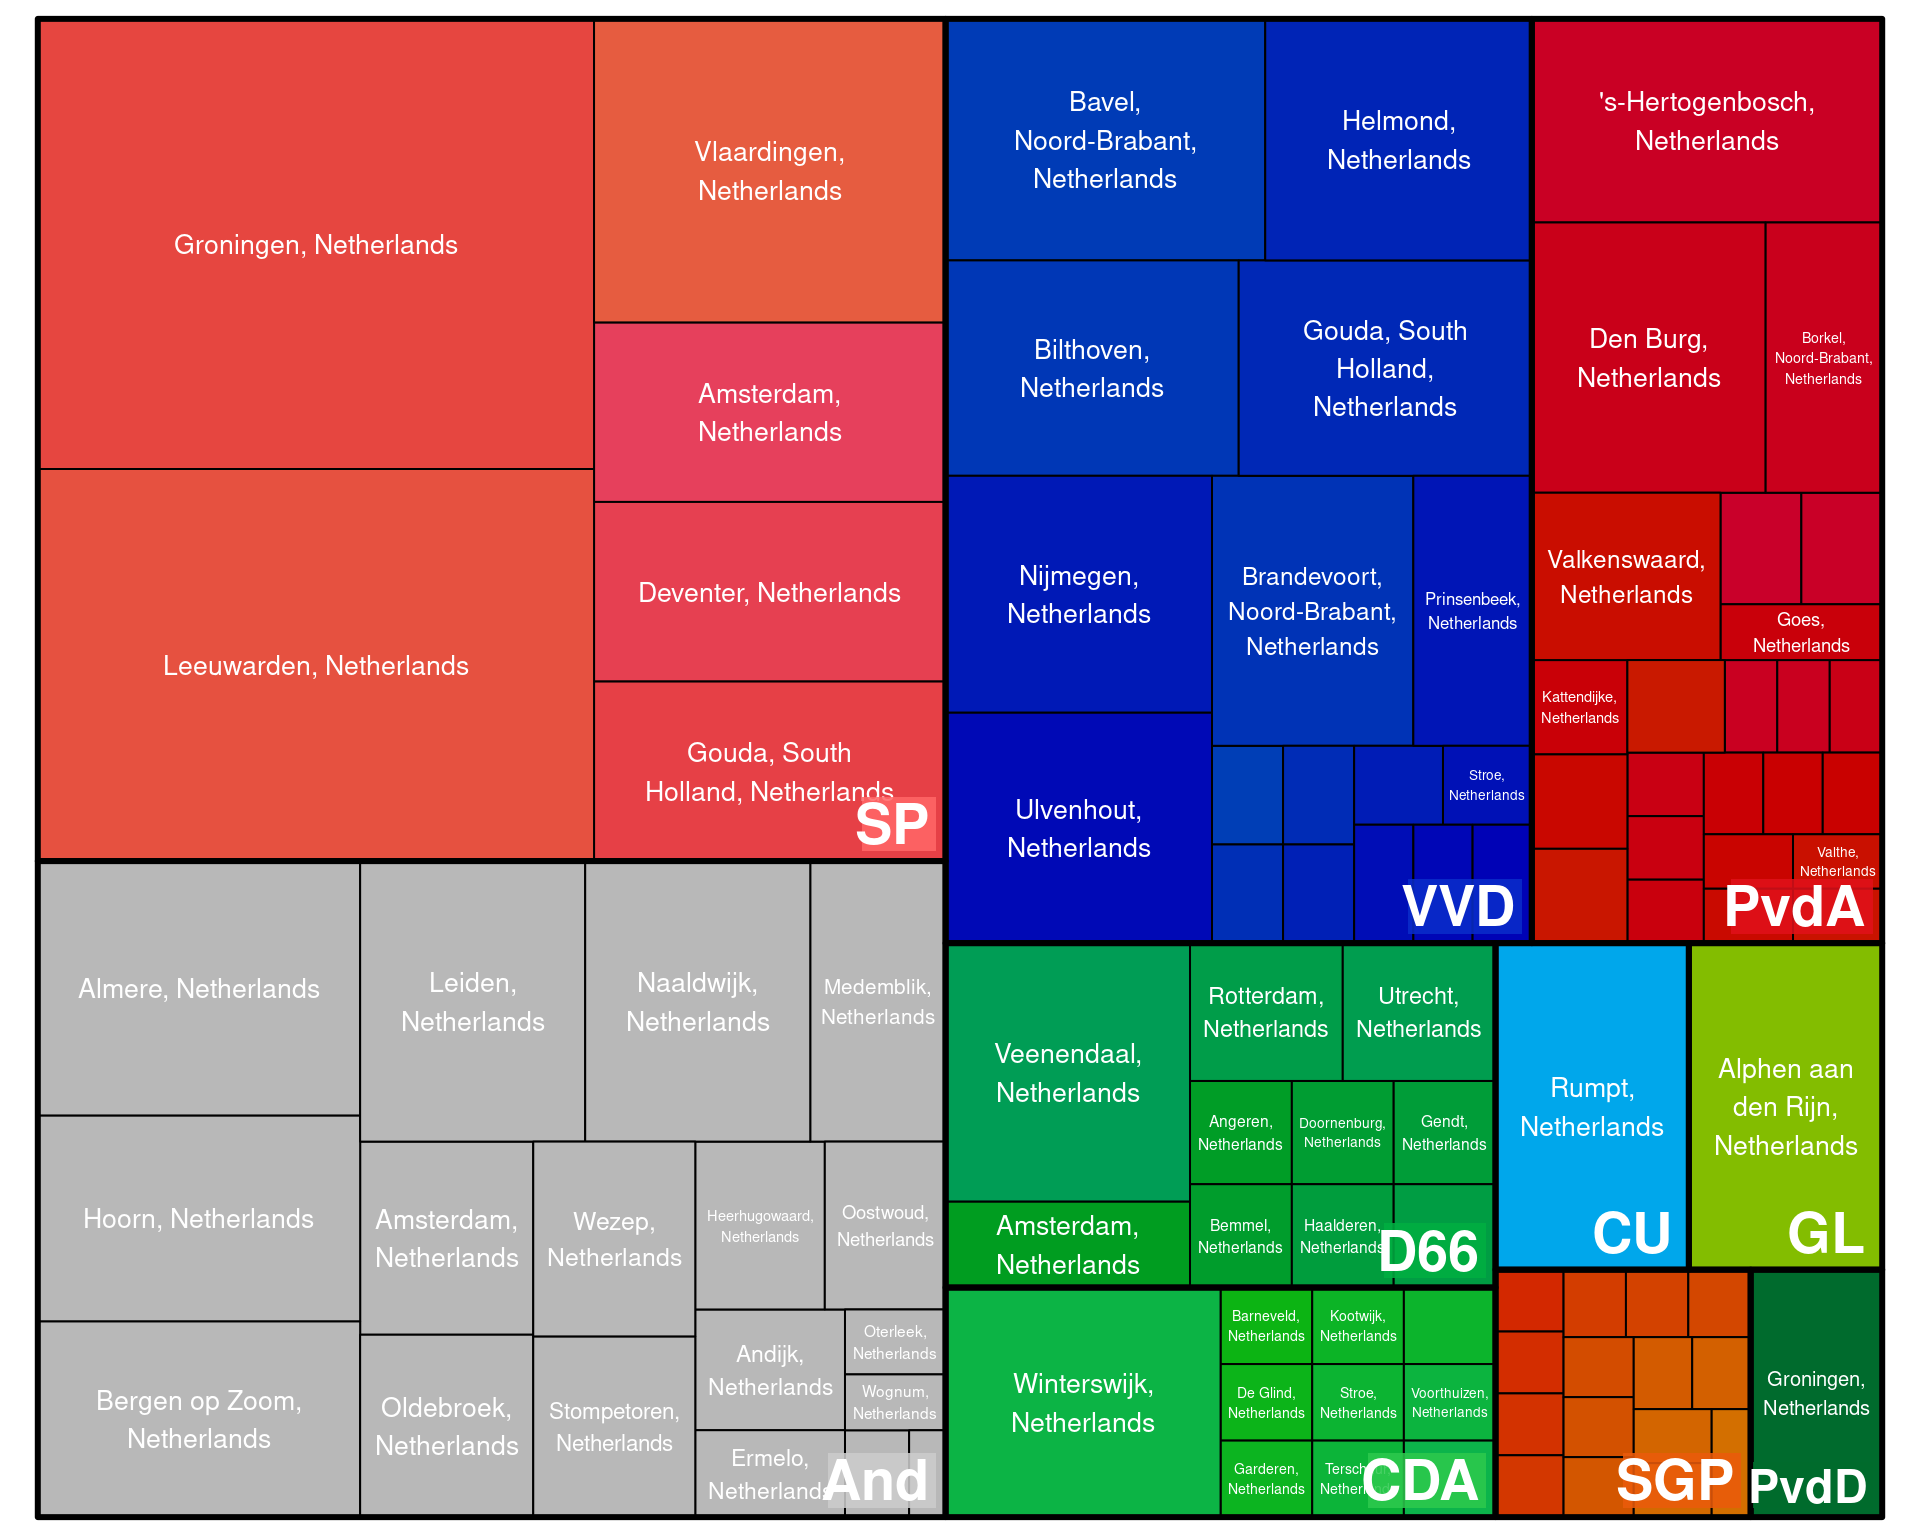 Groningen, Netherlands
Leeuwarden, Netherlands
Vlaardingen,
Netherlands
Amsterdam,
Netherlands
Deventer, Netherlands
Gouda, South
Holland, Netherlands
SP
Bavel,
Noord-Brabant,
Netherlands
Helmond,
Netherlands
Bilthoven,
Netherlands
Gouda, South
Holland,
Netherlands
Nijmegen,
Netherlands
Brandevoort,
Noord-Brabant,
Netherlands
Prinsenbeek,
Netherlands
Ulvenhout,
Netherlands
Stroe,
Netherlands
VVD
's-Hertogenbosch,
Netherlands
Den Burg,
Netherlands
Borkel,
Noord-Brabant,
Netherlands
Valkenswaard,
Netherlands
Goes,
Netherlands
Kattendijke,
Netherlands
Valthe,
Netherlands
PvdA
Almere, Netherlands
Leiden,
Netherlands
Naaldwijk,
Netherlands
Medemblik,
Netherlands
Hoorn, Netherlands
Amsterdam,
Netherlands
Wezep,
Netherlands
Heerhugowaard,
Netherlands
Oostwoud,
Netherlands
Bergen op Zoom,
Netherlands
Oldebroek,
Netherlands
Stompetoren,
Netherlands
Andijk,
Netherlands
Oterleek,
Netherlands
Wognum,
Netherlands
Ermelo,
Netherlands
And
Veenendaal,
Netherlands
Rotterdam,
Netherlands
Utrecht,
Netherlands
Angeren,
Netherlands
Doornenburg,
Netherlands
Gendt,
Netherlands
Amsterdam,
Netherlands
Bemmel,
Netherlands
Haalderen,
Netherlands
D66
Winterswijk,
Netherlands
Barneveld,
Netherlands
Kootwijk,
Netherlands
De Glind,
Netherlands
Stroe,
Netherlands
Voorthuizen,
Netherlands
Garderen,
Netherlands
CDA
Rumpt,
Netherlands
CU
Alphen aan
den Rijn,
Netherlands
GL
SGP
Groningen,
Netherlands
PvdD